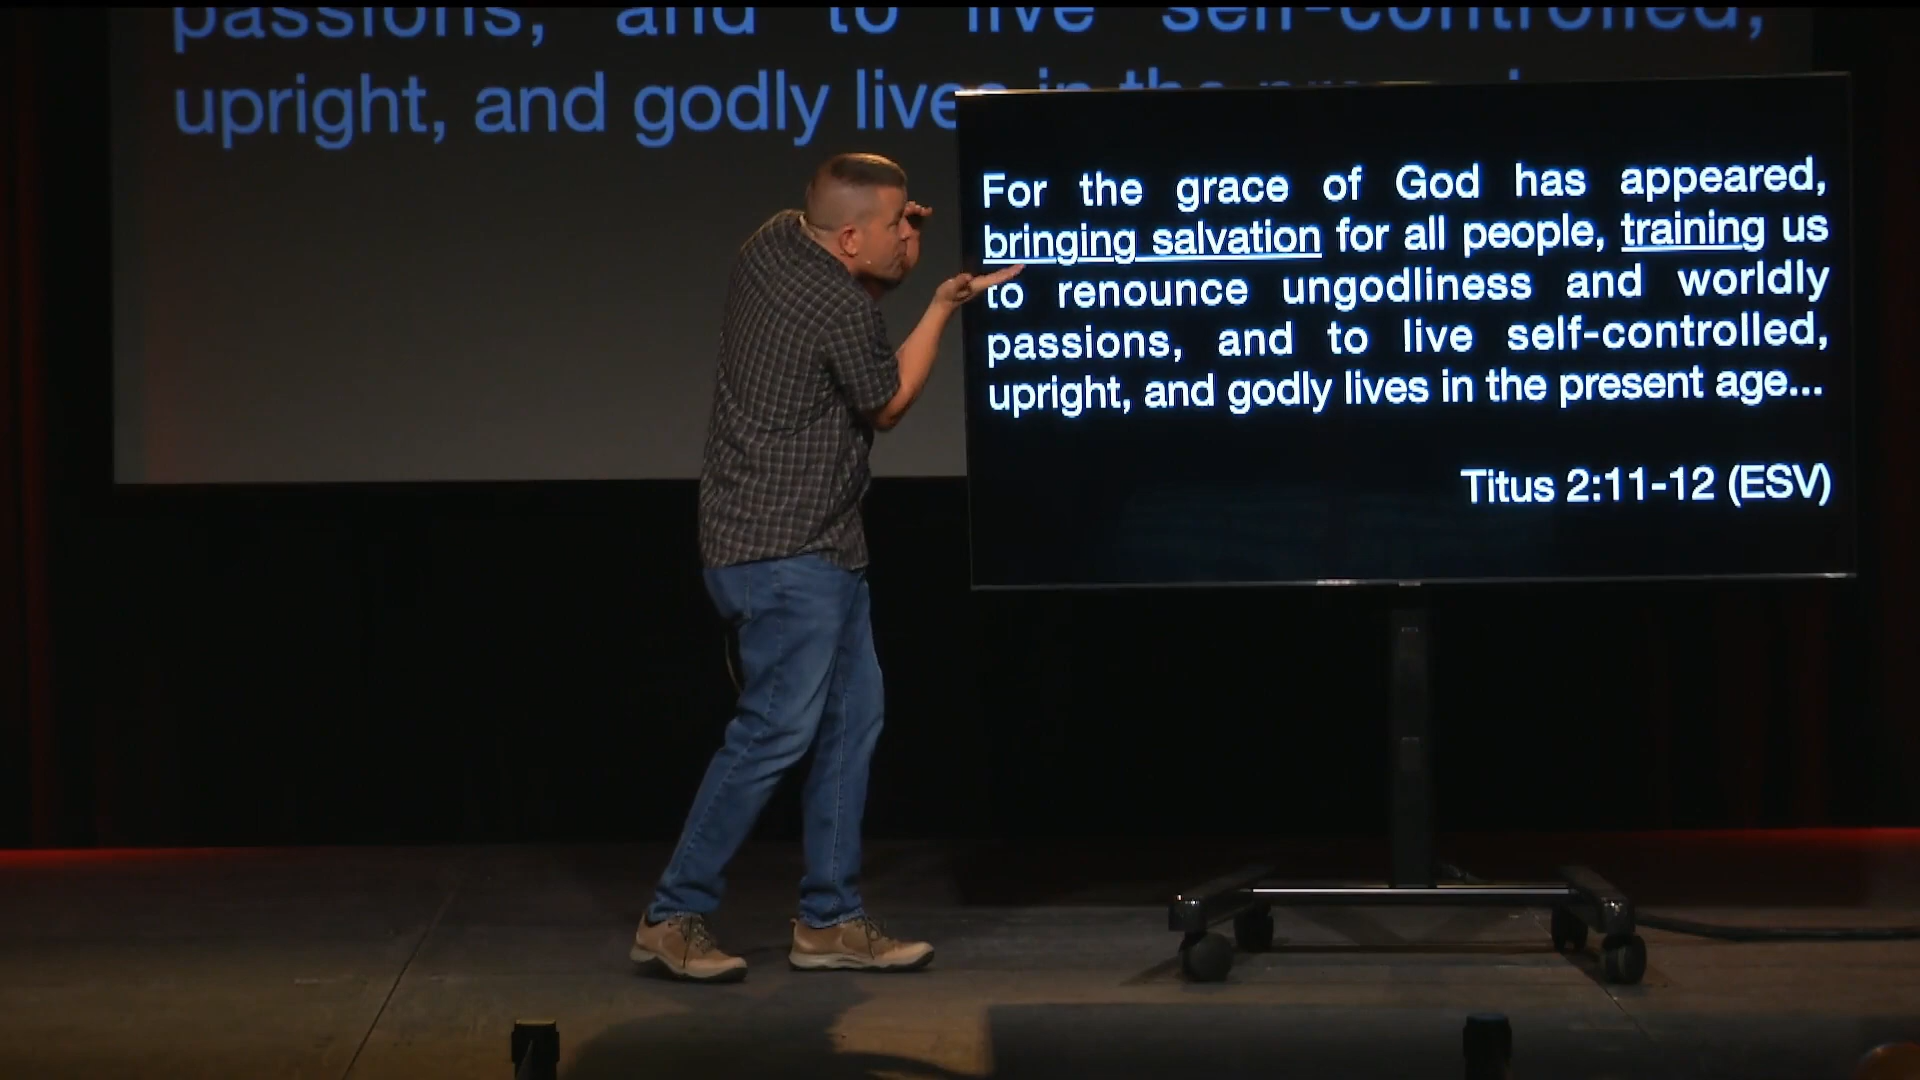 passions, and to live self-controlled,
upright, and godly lives in the
For the grace of God has appeared,
bringing salvation for all people, training us
to renounce ungodliness and worldly
passions, and to live self-controlled,
upright, and godly lives in the present age...
Titus 2:11-12 (ESV)